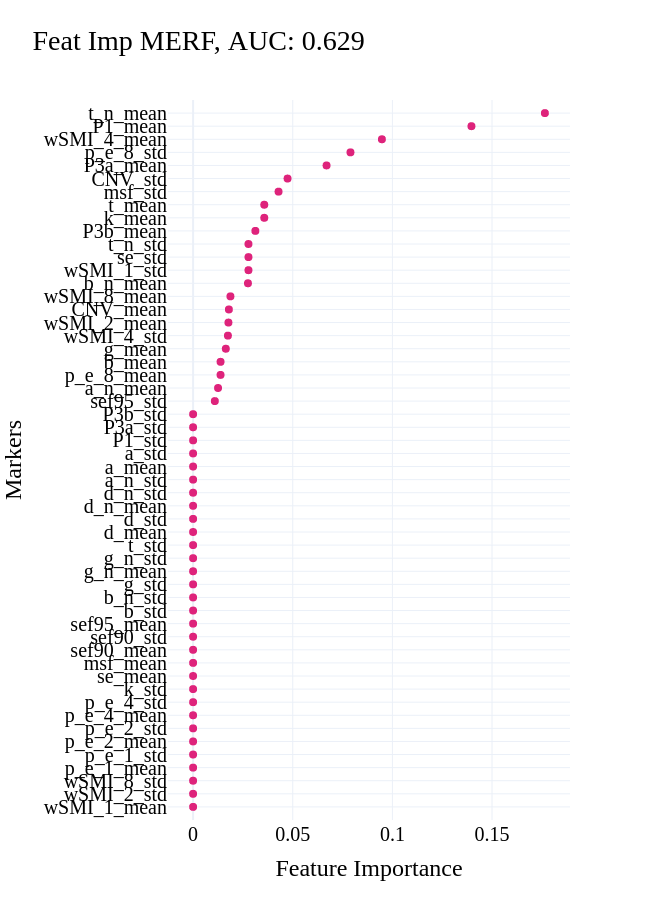 Feat Imp MERF, AUC: 0.629
t_n_mean
P1_mean
wSMI_4_mean
p_e_8_std
P3a_mean
CNV_std
msf_std
t_mean
k_mean
P3b_mean
t_n_std
se_std
wSMI_1_std
b_n_mean
wSMI_8_mean
CNV_mean
wSMI_2_mean
wSMI_4_std
g_mean
b_mean
p_e_8_mean
a_n_mean
sef95_std
P3b_std
P3a_std
P1_std
a_std
a_mean
a_n_std
d_n_std
d_n_mean
d_std
d_mean
t_std
g_n_std
g_n_mean
g_std
b_n_std
b_std
sef95_mean
sef90_std
sef90_mean
msf_mean
se_mean
k_std
p_e_4_std
p_e_4_mean
p_e_2_std
p_e_2_mean
p_e_1_std
p_e_1_mean
wSMI_8_std
wSMI_2_std
wSMI_1_mean
Markers
0 0.05 0.1 0.15
Feature Importance